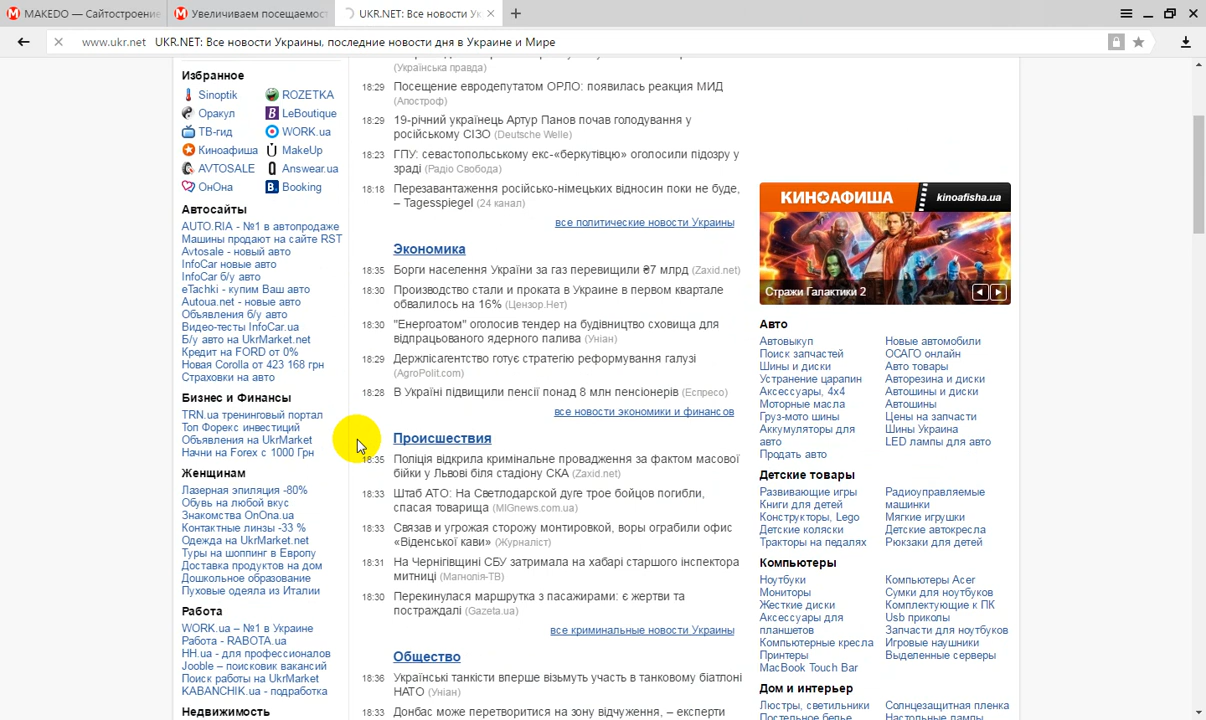 MAKEDO — Сайтостроение
Увеличиваем посещаемост
UKR.NET: Все новости Ук
www.ukr.net UKR.NET: Все новости Украины, последние новости дня в Украине и Мире
Избранное
Sinoptik
ROZETKA
Оракул
LeBoutique
ТВ-гид
WORK.ua
Киноафиша
MakeUp
AVTOSALE
Answear.ua
ОнОна
Booking
Автосайты
AUTO.RIA - №1 в автопродаже
Машины продают на сайте RST
Avtosale - новый авто
InfoCar новые авто
InfoCar б/у авто
eTachki - купим Ваш авто
Autoua.net - новые авто
Объявления б/у авто
Видео-тесты InfoCar.ua
Б/у авто на UkrMarket.net
Кредит на FORD от 0%
Новая Corolla от 423 168 грн
Страховки на авто
Бизнес и Финансы
TRN.ua тренинговый портал
Топ Форекс инвестиций
Объявления на UkrMarket
Начни на Forex с 1000 Грн
Женщинам
Лазерная эпиляция -80%
Обувь на любой вкус
Знакомства OnOna.ua
Контактные линзы -33 %
Одежда на UkrMarket.net
Туры на шоппинг в Европу
Доставка продуктов на дом
Дошкольное образование
Пуховые одеяла из Италии
Работа
WORK.ua – №1 в Украине
Работа - RABOTA.ua
HH.ua - для профессионалов
Jooble – поисковик вакансий
Поиск работы на UkrMarket
KABANCHIK.ua - подработка
Недвижимость
(Українська правда)
18:29 Посещение евродепутатом ОРЛО: появилась реакция МИД
(Апостроф)
18:29 19-річний українець Артур Панов почав голодування у
російському СІЗО (Deutsche Welle)
18:23 ГПУ: севастопольському екс-«беркутівцю» оголосили підозру у
зраді (Радіо Свобода)
18:18 Перезавантаження російсько-німецьких відносин поки не буде,
– Tagesspiegel (24 канал)
все политические новости Украины
Экономика
18:35 Борги населення України за газ перевищили ₴7 млрд (Zaxid.net)
18:30 Производство стали и проката в Украине в первом квартале
обвалилось на 16% (Цензор.Нет)
18:30 "Енергоатом" оголосив тендер на будівництво сховища для
відпрацьованого ядерного палива (Уніан)
18:29 Держлісагентство готує стратегію реформування галузі
(AgroPolit.com)
18:28 В Україні підвищили пенсії понад 8 млн пенсіонерів (Еспресо)
все новости экономики и финансов
Происшествия
18:35 Поліція відкрила кримінальне провадження за фактом масової
бійки у Львові біля стадіону СКА (Zaxid.net)
18:33 Штаб АТО: На Светлодарской дуге трое бойцов погибли,
спасая товарища (MIGnews.com.ua)
18:33 Связав и угрожая сторожу монтировкой, воры ограбили офис
«Віденської кави» (Журналіст)
18:31 На Чернігівщині СБУ затримала на хабарі старшого інспектора
митниці (Магнолія-ТВ)
18:30 Перекинулася маршрутка з пасажирами: є жертви та
постраждалі (Gazeta.ua)
все криминальные новости Украины
Общество
18:36 Українські танкісти вперше візьмуть участь в танковому біатлоні
НАТО (Уніан)
18:33 Донбас може перетворитися на зону відчуження, – експерти
КИНОАФИША kinoafisha.ua
Стражи Галактики 2
Авто
Автовыкуп
Поиск запчастей
Шины и диски
Устранение царапин
Аксессуары, 4х4
Моторные масла
Груз-мото шины
Аккумуляторы для
авто
Продать авто
Новые автомобили
ОСАГО онлайн
Авто товары
Авторезина и диски
Автошины и диски
Автошины
Цены на запчасти
Шины Украина
LED лампы для авто
Детские товары
Развивающие игры
Книги для детей
Конструкторы, Lego
Детские коляски
Тракторы на педалях
Радиоуправляемые
машинки
Мягкие игрушки
Детские автокресла
Рюкзаки для детей
Компьютеры
Ноутбуки
Мониторы
Жесткие диски
Аксессуары для
планшетов
Компьютерные кресла
Принтеры
MacBook Touch Bar
Компьютеры Acer
Сумки для ноутбуков
Комплектующие к ПК
Usb приколы
Запчасти для ноутбуков
Игровые наушники
Выделенные серверы
Дом и интерьер
Люстры, светильники
Постельное белье
Солнцезащитная пленка
Настольные лампы